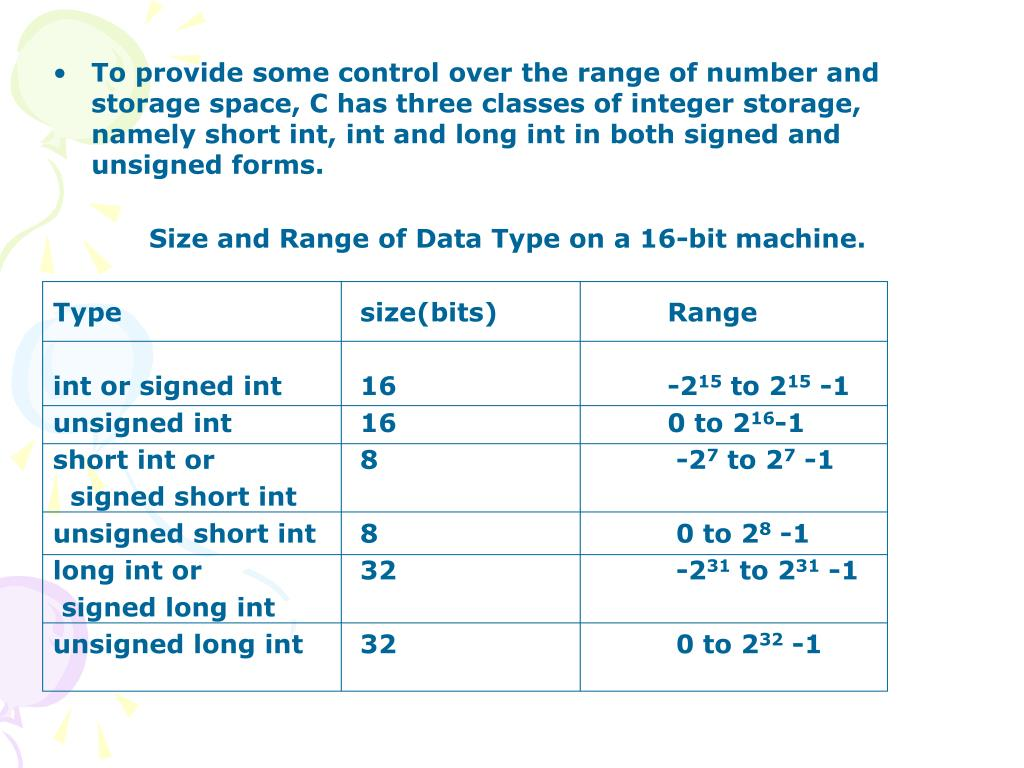 • To provide some control over the range of number and
storage space, C has three classes of integer storage,
namely short int, int and long int in both signed and
unsigned forms.
Size and Range of Data Type on a 16-bit machine.
Type size(bits) Range
int or signed int 16 -2¹⁵ to 2¹⁵ -1
unsigned int 16 0 to 2¹⁶-1
short int or 8 -2⁷ to 2⁷ -1
signed short int
unsigned short int 8 0 to 2⁸ -1
long int or 32 -2³¹ to 2³¹ -1
signed long int
unsigned long int 32 0 to 2³² -1